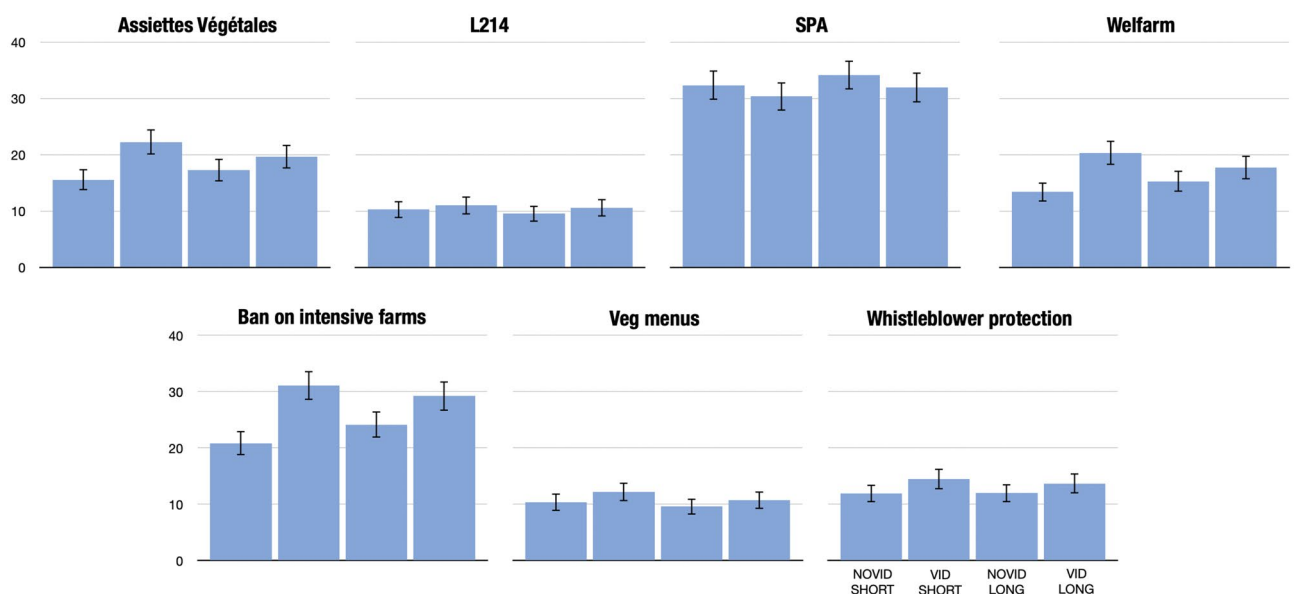 Assiettes Végétales
L214
SPA
Welfarm
40
30
20
10
0
Ban on intensive farms
Veg menus
Whistleblower protection
40
30
20
10
0
NOVID
SHORT
VID
SHORT
NOVID
LONG
VID
LONG